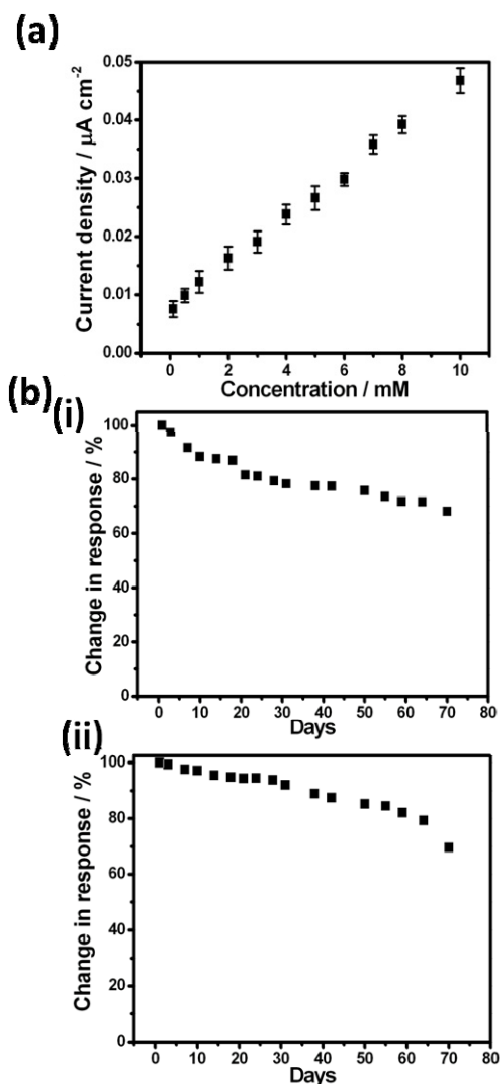 (a)
0.05
0.04
0.03
0.02
0.01
0.00
Current density / μA cm⁻²
0 2 4 6 8 10
Concentration / mM
(b)
(i)
100
80
60
40
20
0
Change in response / %
0 10 20 30 40 50 60 70 80
Days
(ii)
100
80
60
40
20
0
Change in response / %
0 10 20 30 40 50 60 70 80
Days